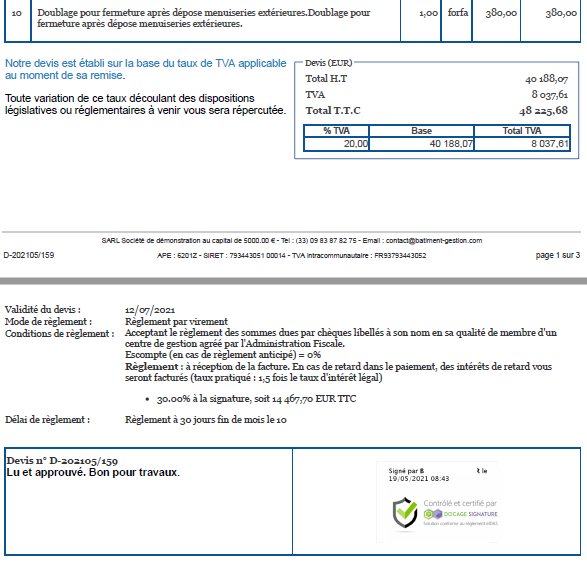 10 Doublage pour fermeture après dépose menuiseries extérieures.Doublage pour 1,00 forfa 380,00 380,00
fermeture après dépose menuiseries extérieures.
Notre devis est établi sur la base du taux de TVA applicable
au moment de sa remise.
Toute variation de ce taux découlant des dispositions
législatives ou réglementaires à venir vous sera répercutée.
Devis (EUR)
Total H.T 40 188,07
TVA 8 037,61
Total T.T.C 48 225,68
% TVA Base Total TVA
20,00 40 188,07 8 037,61
SARL Société de démonstration au capital de 5000.00 € - Tel : (33) 09 83 87 82 75 - Email : contact@batiment-gestion.com
D-202105/159 APE : 6201Z - SIRET : 793443051 00014 - TVA Intracommunautaire : FR93793443052 page 1 sur 3
Validité du devis : 12/07/2021
Mode de règlement : Règlement par virement
Conditions de règlement : Acceptant le règlement des sommes dues par chèques libellés à son nom en sa qualité de membre d'un
centre de gestion agréé par l'Administration Fiscale.
Escompte (en cas de règlement anticipé) = 0%
Règlement : à réception de la facture. En cas de retard dans le paiement, des intérêts de retard vous
seront facturés (taux pratiqué : 1,5 fois le taux d'intérêt légal)
• 30.00% à la signature, soit 14 467,70 EUR TTC
Délai de règlement : Règlement à 30 jours fin de mois le 10
Devis n° D-202105/159
Lu et approuvé. Bon pour travaux.
Signé par B le
19/05/2021 08:43
Contrôlé et certifié par
DOCAGE SIGNATURE
Solution conforme au règlement eIDAS